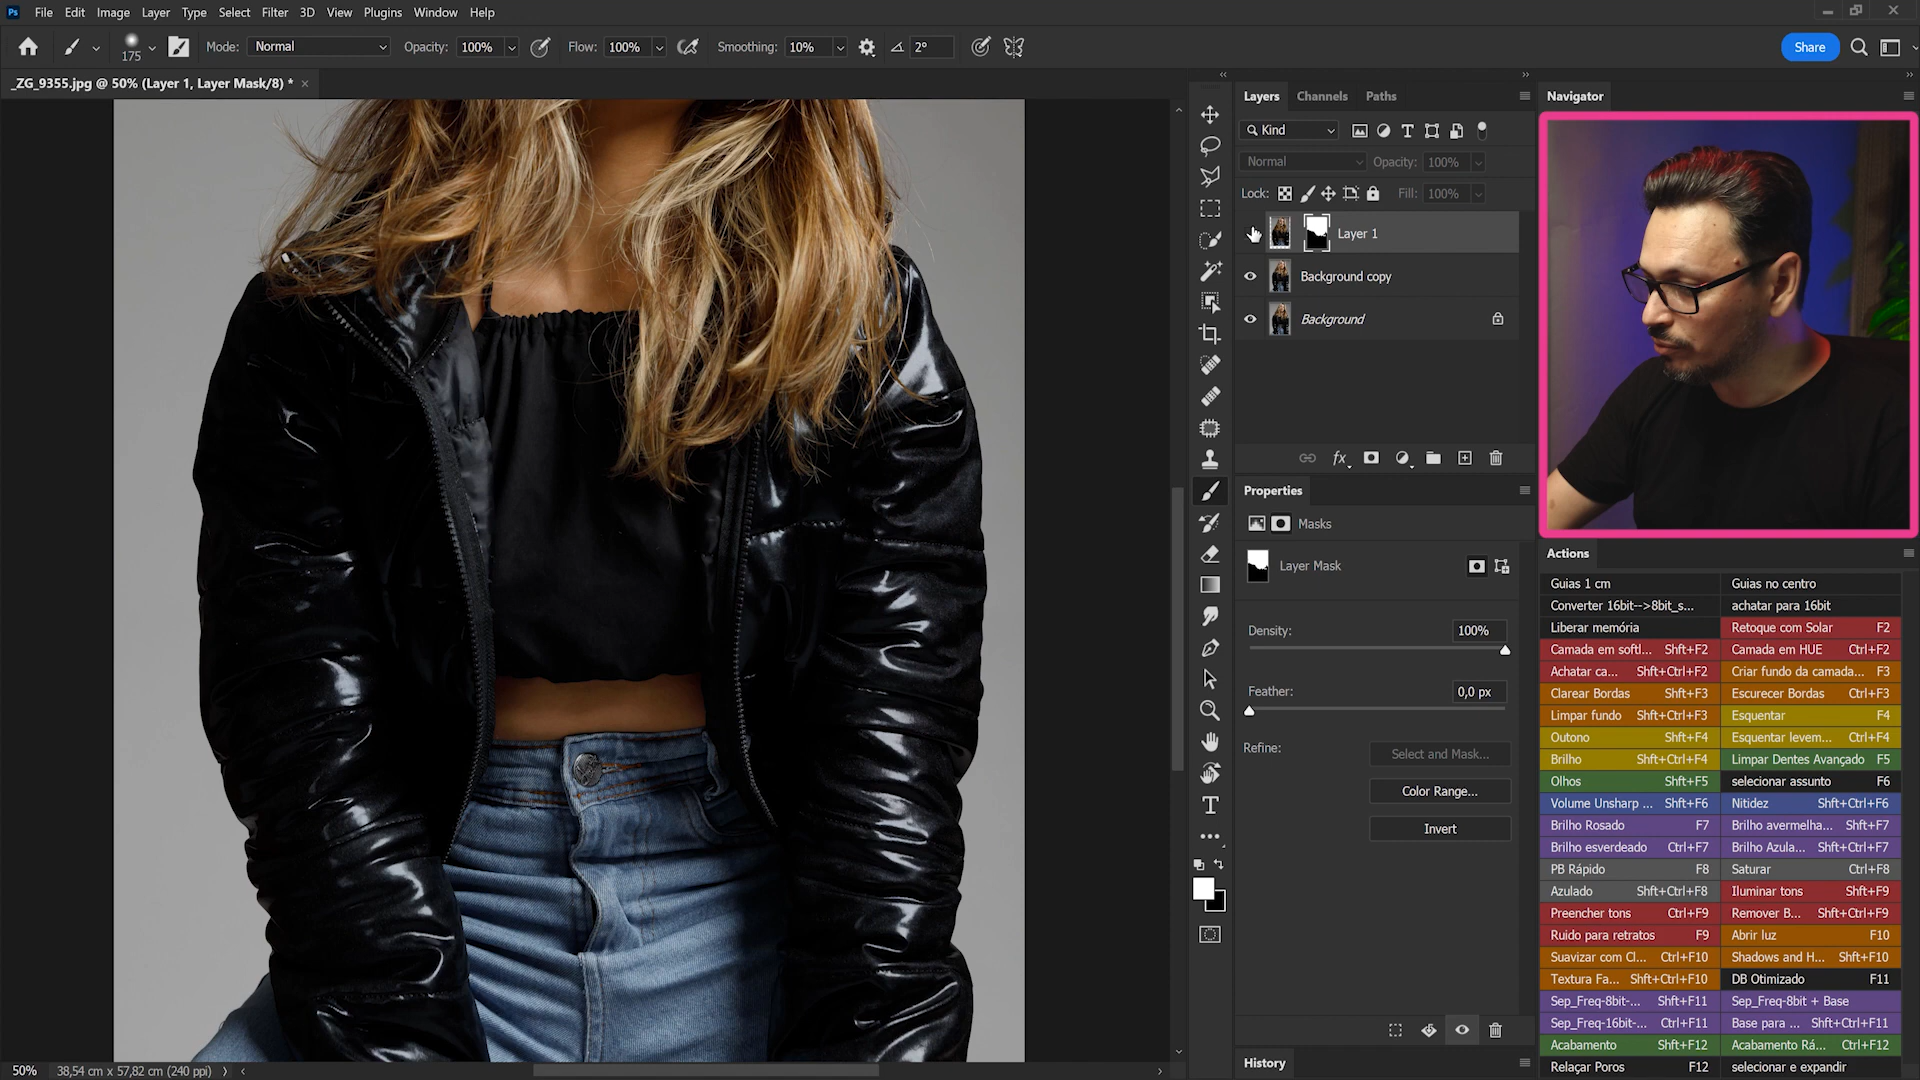 Ps File Edit Image Layer Type Select Filter 3D View Plugins Window Help
175 Mode: Normal Opacity: 100% Flow: 100% Smoothing: 10% 2° Share
_ZG_9355.jpg @ 50% (Layer 1, Layer Mask/8) * ×
Layers Channels Paths
Kind
Normal Opacity: 100%
Lock: Fill: 100%
Layer 1
Background copy
Background
fx
Properties
Masks
Layer Mask
Density: 100%
Feather: 0,0 px
Refine: Select and Mask...
Color Range...
Invert
History
Navigator
Actions
Guias 1 cm Guias no centro
Converter 16bit-->8bit_s... achatar para 16bit
Liberar memória Retoque com Solar F2
Camada em softl... Shft+F2 Camada em HUE Ctrl+F2
Achatar ca... Shft+Ctrl+F2 Criar fundo da camada... F3
Clarear Bordas Shft+F3 Escurecer Bordas Ctrl+F3
Limpar fundo Shft+Ctrl+F3 Esquentar F4
Outono Shft+F4 Esquentar levem... Ctrl+F4
Brilho Shft+Ctrl+F4 Limpar Dentes Avançado F5
Olhos Shft+F5 selecionar assunto F6
Volume Unsharp ... Shft+F6 Nitidez Shft+Ctrl+F6
Brilho Rosado F7 Brilho avermelha... Shft+F7
Brilho esverdeado Ctrl+F7 Brilho Azula... Shft+Ctrl+F7
PB Rápido F8 Saturar Ctrl+F8
Azulado Shft+Ctrl+F8 Iluminar tons Shft+F9
Preencher tons Ctrl+F9 Remover B... Shft+Ctrl+F9
Ruido para retratos F9 Abrir luz F10
Suavizar com Cl... Ctrl+F10 Shadows and H... Shft+F10
Textura Fa... Shft+Ctrl+F10 DB Otimizado F11
Sep_Freq-8bit-... Shft+F11 Sep_Freq-8bit + Base
Sep_Freq-16bit-... Ctrl+F11 Base para ... Shft+Ctrl+F11
Acabamento Shft+F12 Acabamento Rá... Ctrl+F12
Relaçar Poros F12 selecionar e expandir
50% 38,54 cm x 57,82 cm (240 ppi)